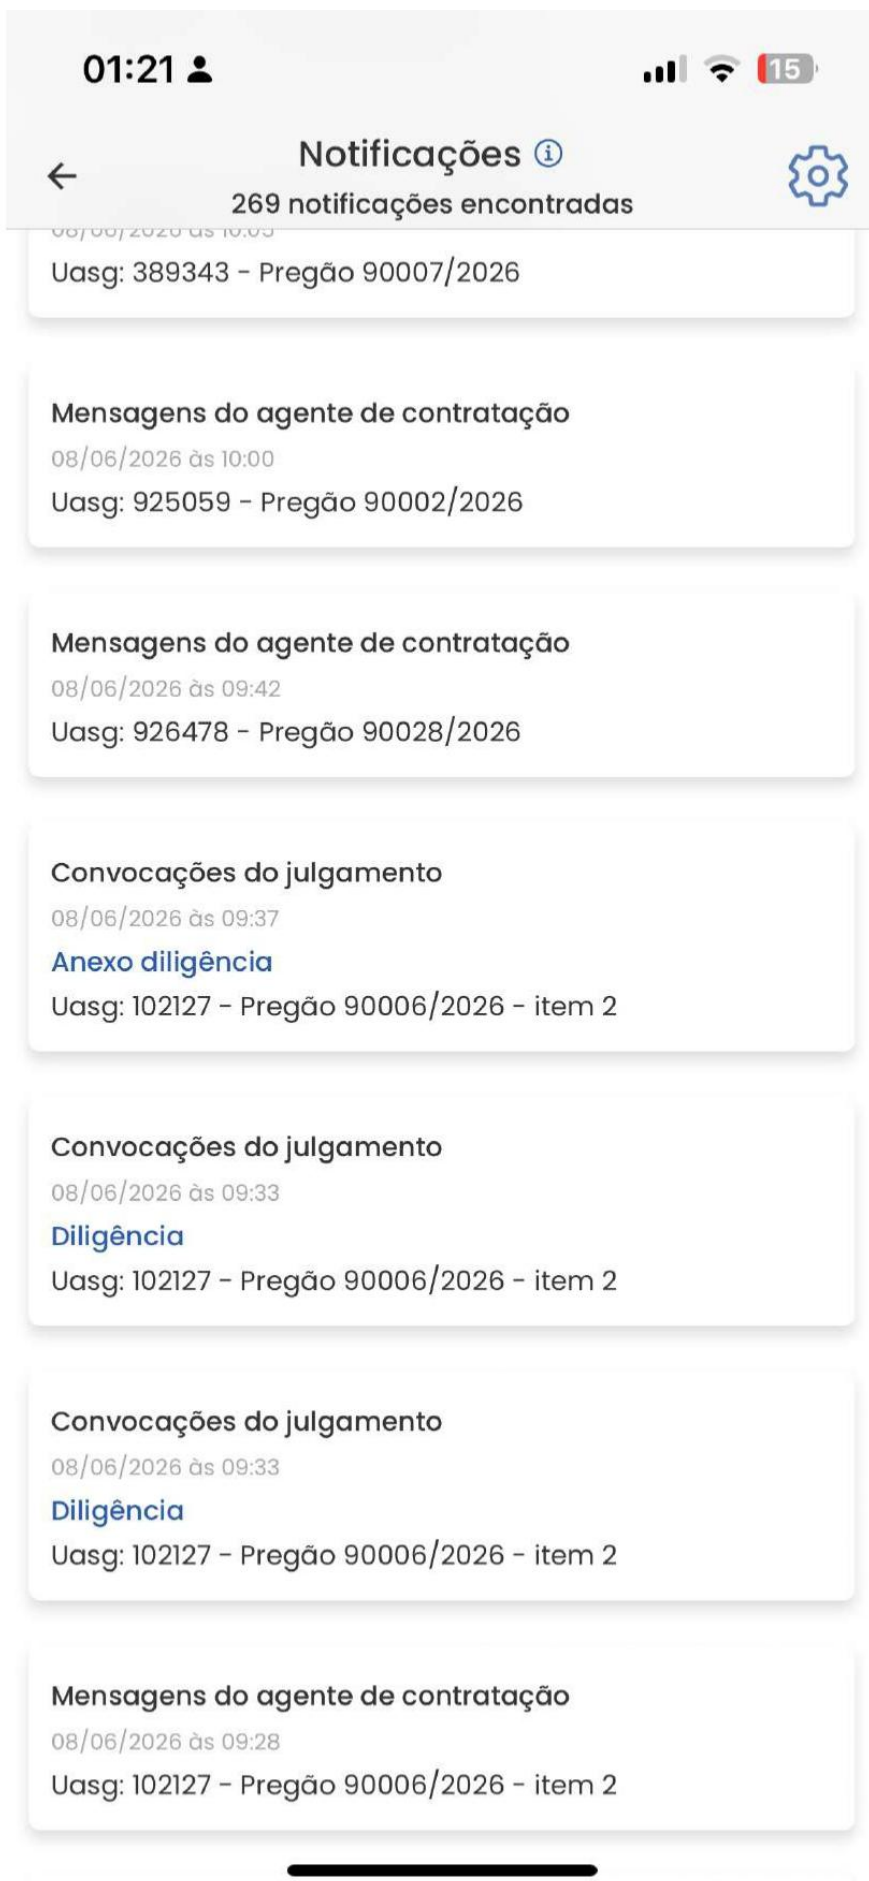 01:21
15
Notificações
269 notificações encontradas
08/06/2026 às 10:05
Uasg: 389343 - Pregão 90007/2026
Mensagens do agente de contratação
08/06/2026 às 10:00
Uasg: 925059 - Pregão 90002/2026
Mensagens do agente de contratação
08/06/2026 às 09:42
Uasg: 926478 - Pregão 90028/2026
Convocações do julgamento
08/06/2026 às 09:37
Anexo diligência
Uasg: 102127 - Pregão 90006/2026 - item 2
Convocações do julgamento
08/06/2026 às 09:33
Diligência
Uasg: 102127 - Pregão 90006/2026 - item 2
Convocações do julgamento
08/06/2026 às 09:33
Diligência
Uasg: 102127 - Pregão 90006/2026 - item 2
Mensagens do agente de contratação
08/06/2026 às 09:28
Uasg: 102127 - Pregão 90006/2026 - item 2